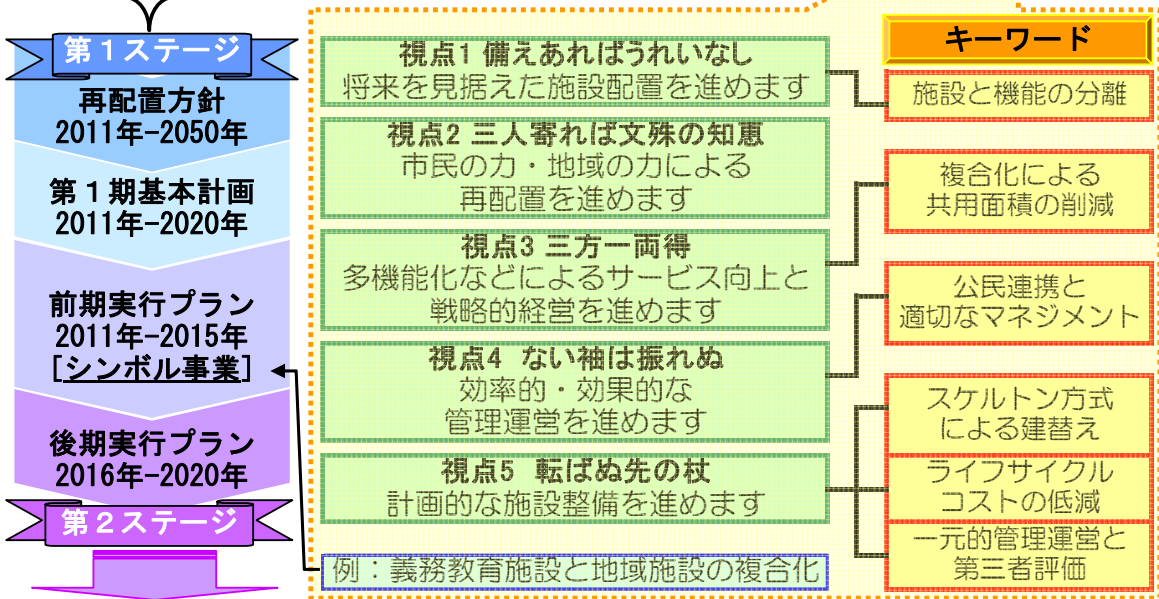 第１ステージ
再配置方針
2011年-2050年
第１期基本計画
2011年-2020年
前期実行プラン
2011年-2015年
[シンボル事業]
後期実行プラン
2016年-2020年
第２ステージ
視点1 備えあればうれいなし
将来を見据えた施設配置を進めます
視点2 三人寄れば文殊の知恵
市民の力・地域の力による
再配置を進めます
視点3 三方一両得
多機能化などによるサービス向上と
戦略的経営を進めます
視点4 ない袖は振れぬ
効率的・効果的な
管理運営を進めます
視点5 転ばぬ先の杖
計画的な施設整備を進めます
例：義務教育施設と地域施設の複合化
キーワード
施設と機能の分離
複合化による
共用面積の削減
公民連携と
適切なマネジメント
スケルトン方式
による建替え
ライフサイクル
コストの低減
一元的管理運営と
第三者評価